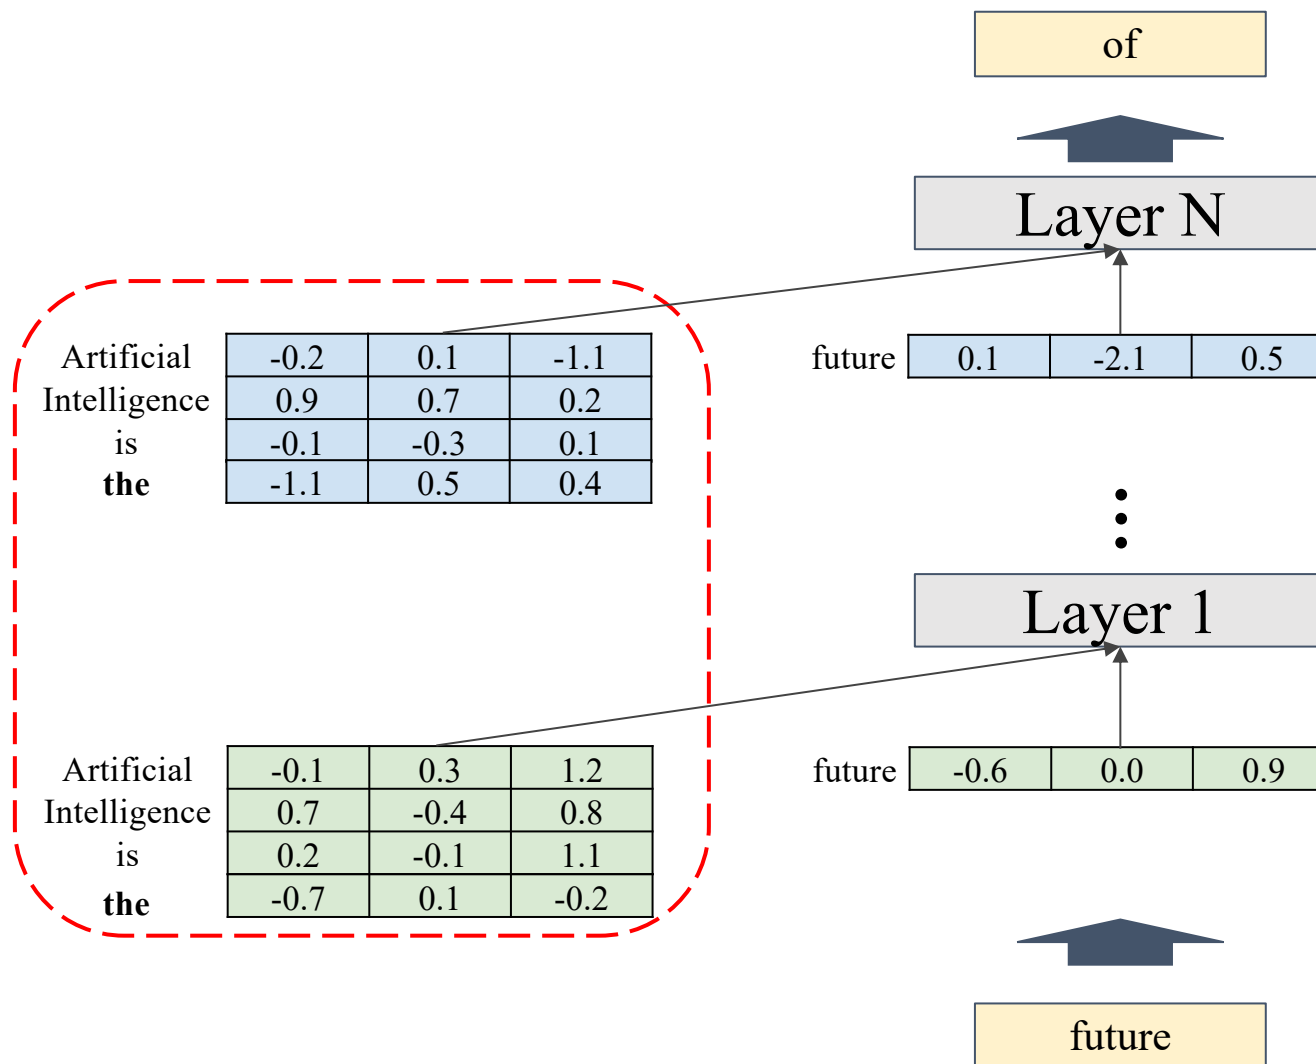 of
Layer N
Artificial -0.2 0.1 -1.1
Intelligence 0.9 0.7 0.2
is -0.1 -0.3 0.1
the -1.1 0.5 0.4
future 0.1 -2.1 0.5
Layer 1
Artificial -0.1 0.3 1.2
Intelligence 0.7 -0.4 0.8
is 0.2 -0.1 1.1
the -0.7 0.1 -0.2
future -0.6 0.0 0.9
future